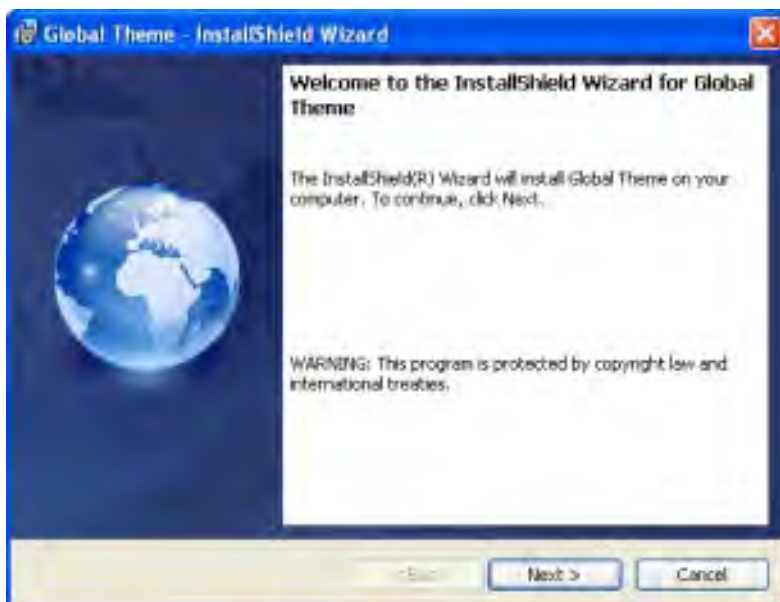 Global Theme - InstallShield Wizard
Welcome to the InstallShield Wizard for Global
Theme
The InstallShield(R) Wizard will install Global Theme on your
computer. To continue, click Next.
WARNING: This program is protected by copyright law and
international treaties.
< Back
Next >
Cancel